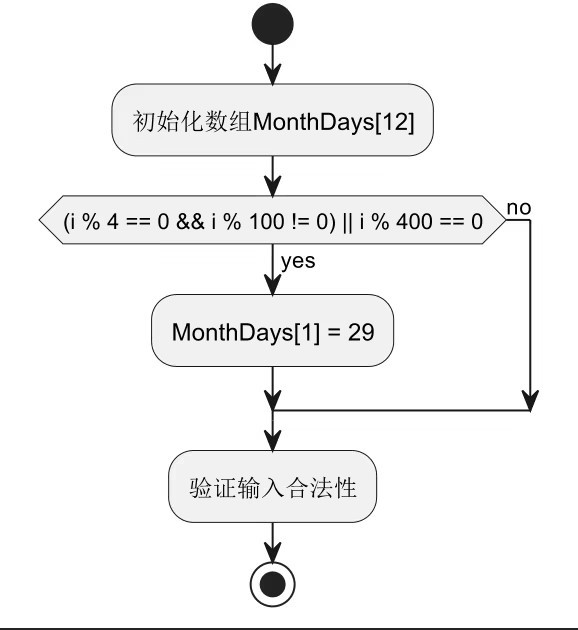 初始化数组MonthDays[12]
(i % 4 == 0 && i % 100 != 0) || i % 400 == 0
no
yes
MonthDays[1] = 29
验证输入合法性